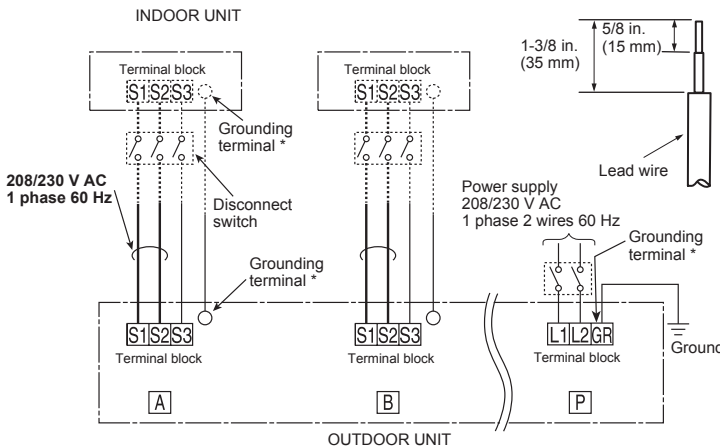 INDOOR UNIT
Terminal block
S1 S2 S3
Grounding
terminal *
Disconnect
switch
208/230 V AC
1 phase 60 Hz
Grounding
terminal *
S1 S2 S3
Terminal block
A
Terminal block
S1 S2 S3
S1 S2 S3
Terminal block
B
1-3/8 in.
(35 mm)
5/8 in.
(15 mm)
Lead wire
Power supply
208/230 V AC
1 phase 2 wires 60 Hz
Grounding
terminal *
L1 L2 GR
Terminal block
Ground
P
OUTDOOR UNIT